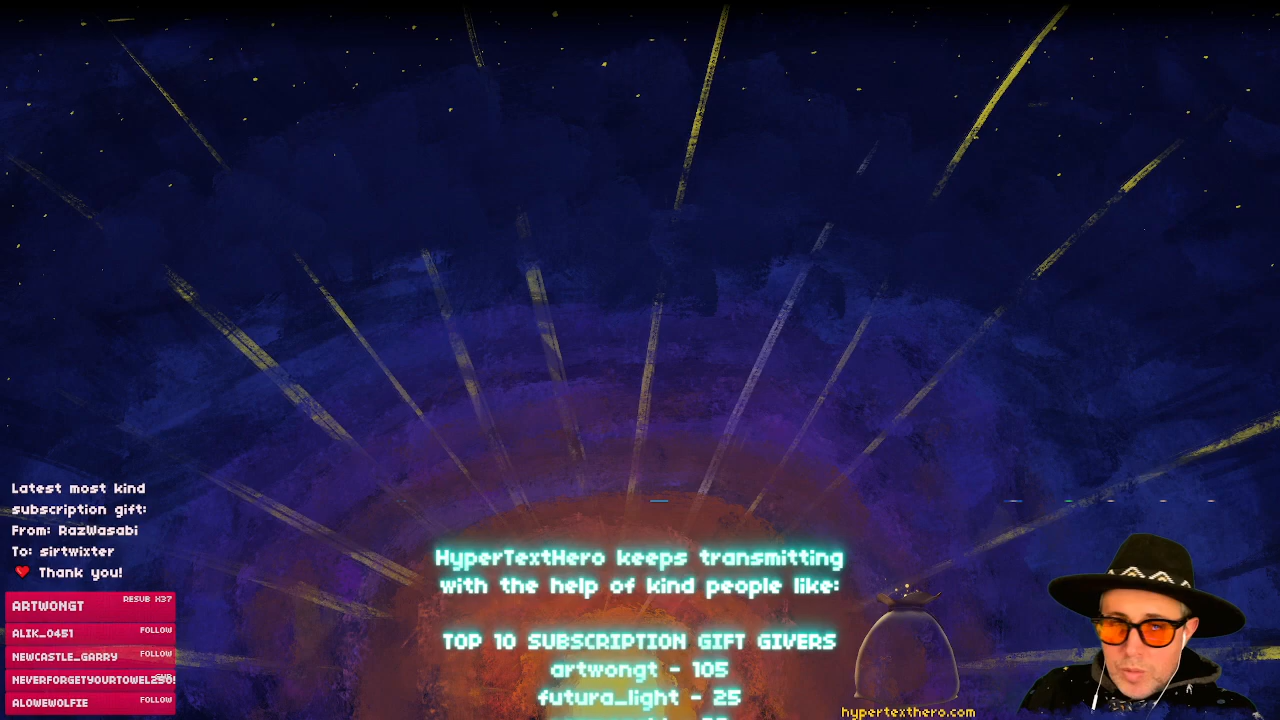 Latest most kind
subscription gift:
From: RazWasabi
To: sirtwixter
Thank you!
ARTWONGT RESUB X37
ALIK_0451 FOLLOW
NEWCASTLE_GARRY FOLLOW
ALOWEWOLFIE FOLLOW
HyperTextHero keeps transmitting
with the help of kind people like:
TOP 10 SUBSCRIPTION GIFT GIVERS
artwongt - 105
futura_light - 25
hypertexthero.com